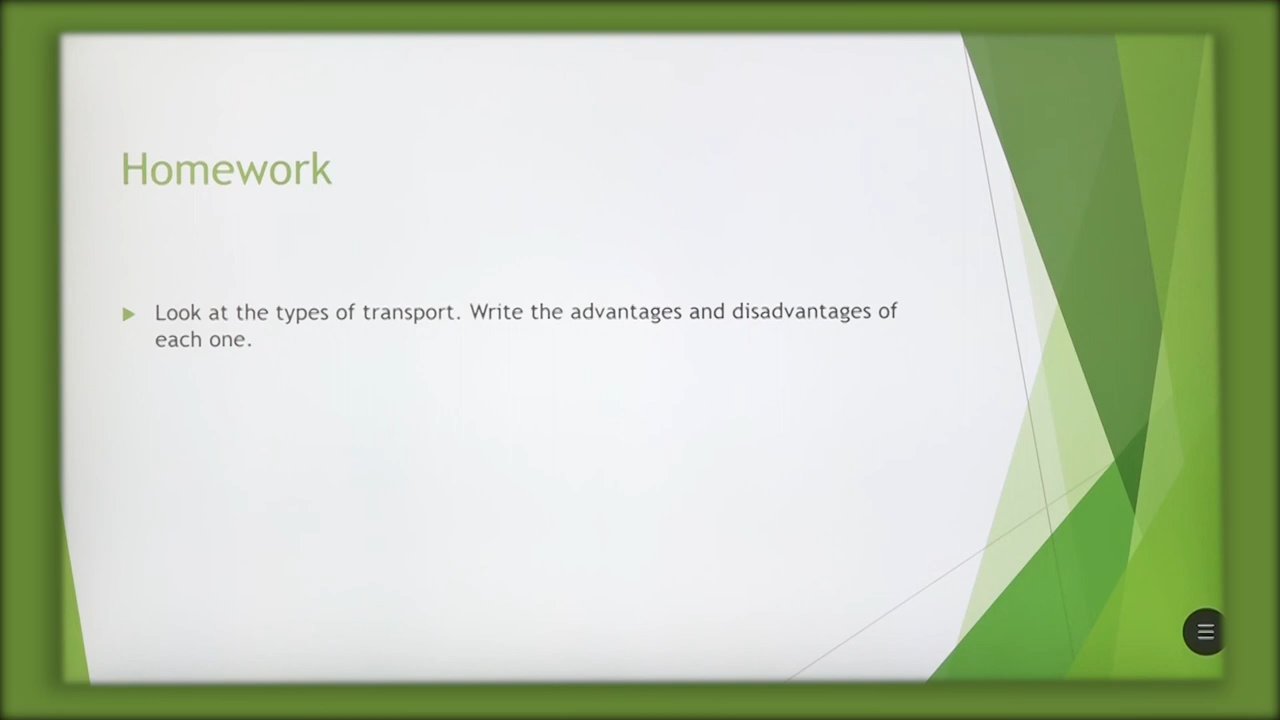 Homework
Look at the types of transport. Write the advantages and disadvantages of
each one.